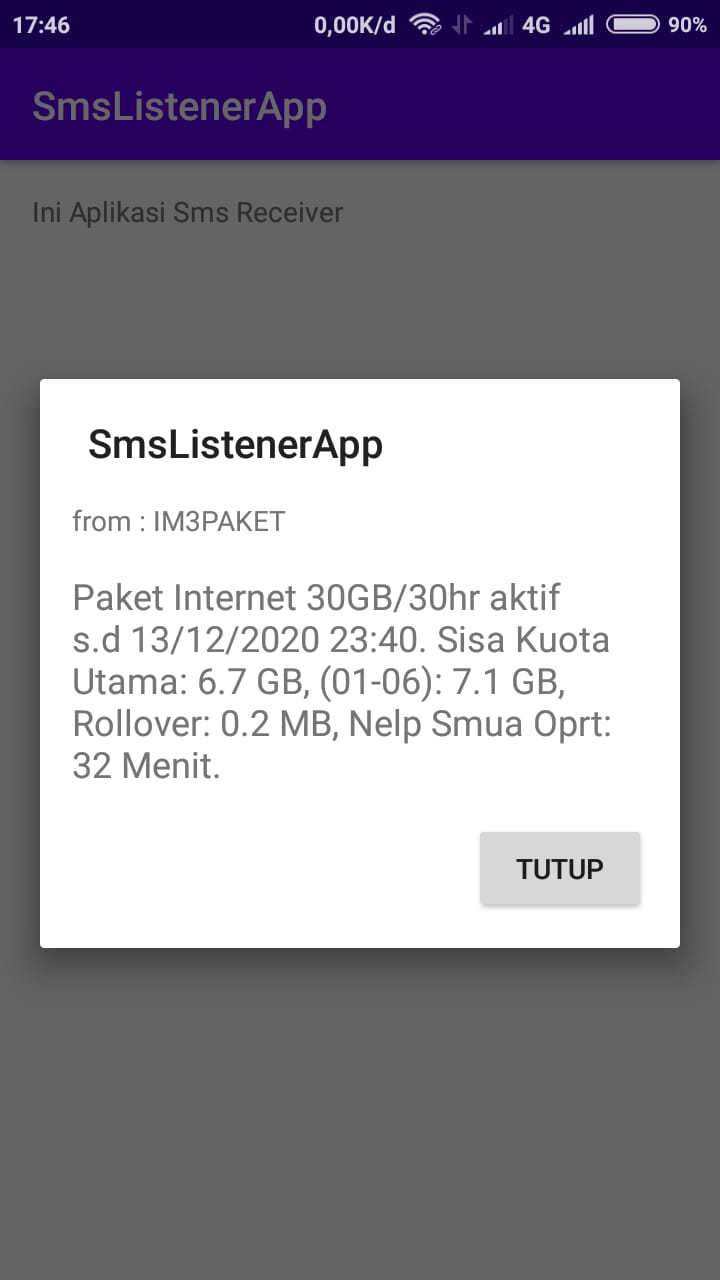 17:46 0,00K/d 4G 90%
SmsListenerApp
Ini Aplikasi Sms Receiver
SmsListenerApp
from : IM3PAKET
Paket Internet 30GB/30hr aktif
s.d 13/12/2020 23:40. Sisa Kuota
Utama: 6.7 GB, (01-06): 7.1 GB,
Rollover: 0.2 MB, Nelp Smua Oprt:
32 Menit.
TUTUP